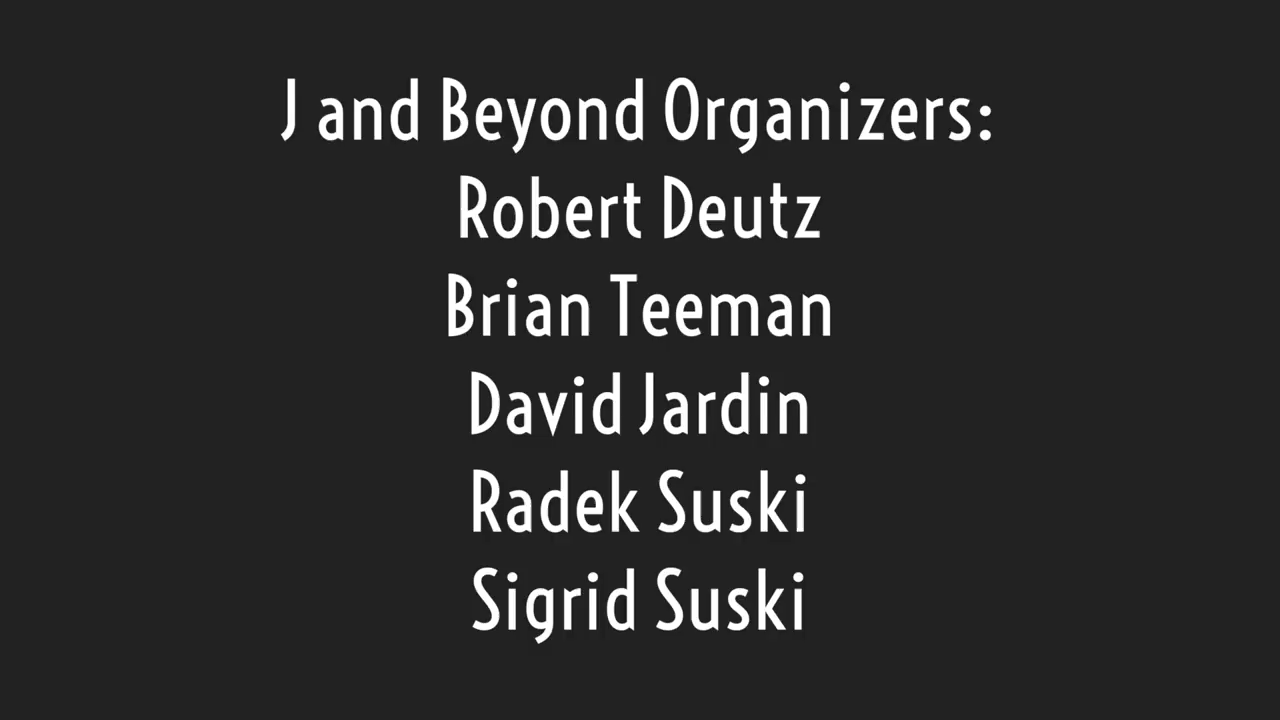 J and Beyond Organizers:
Robert Deutz
Brian Teeman
David Jardin
Radek Suski
Sigrid Suski